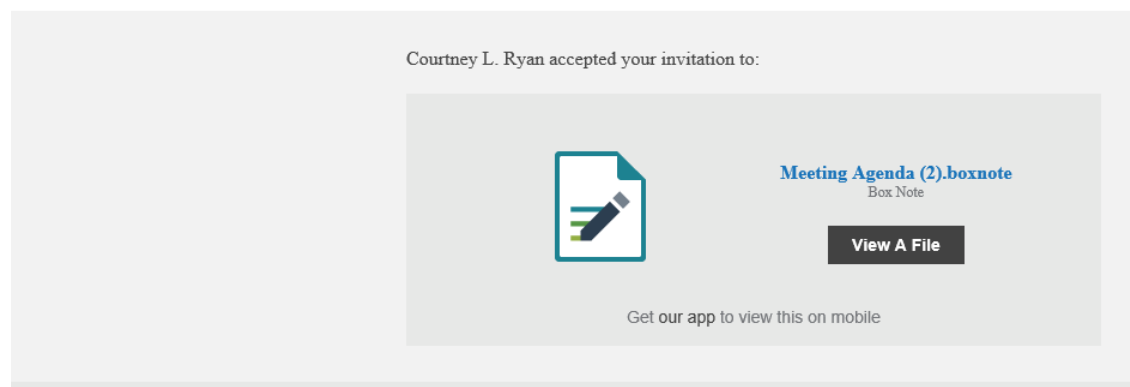 Courtney L. Ryan accepted your invitation to:
Meeting Agenda (2).boxnote
Box Note
View A File
Get our app to view this on mobile